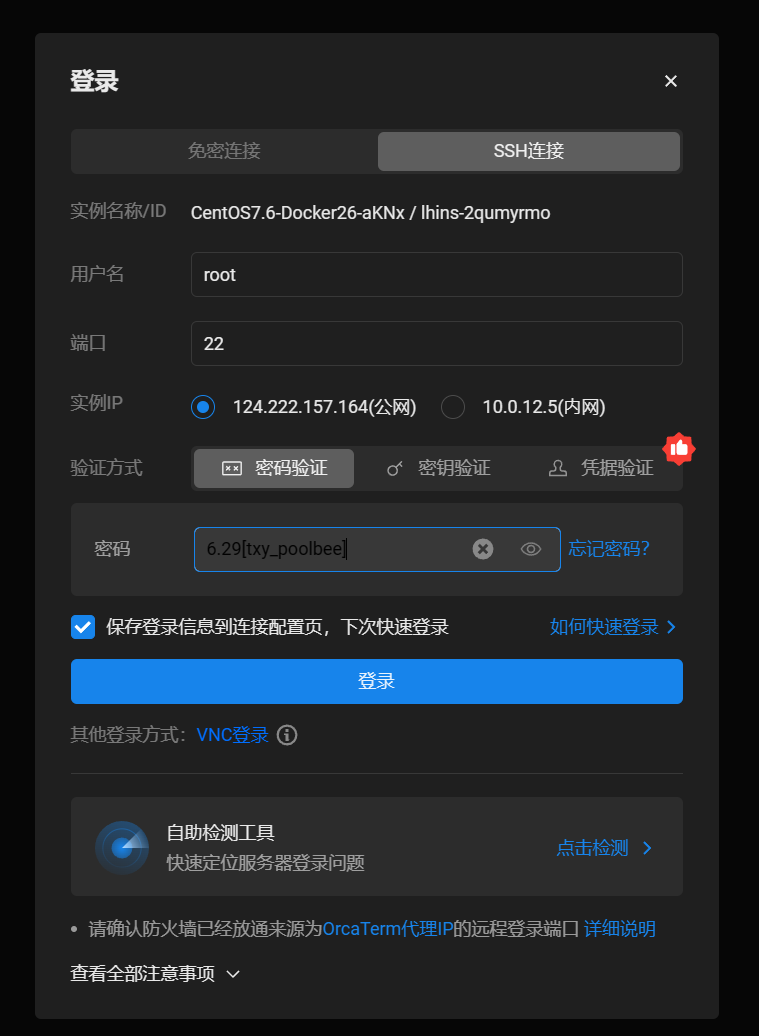 登录
免密连接 SSH连接
实例名称/ID CentOS7.6-Docker26-aKNx / lhins-2qumyrmo
用户名 root
端口 22
实例IP 124.222.157.164(公网) 10.0.12.5(内网)
验证方式 密码验证 密钥验证 凭据验证
密码 6.29[txy_poolbee] 忘记密码?
保存登录信息到连接配置页，下次快速登录 如何快速登录
登录
其他登录方式： VNC登录
自助检测工具
快速定位服务器登录问题
点击检测
• 请确认防火墙已经放通来源为OrcaTerm代理IP的远程登录端口 详细说明
查看全部注意事项